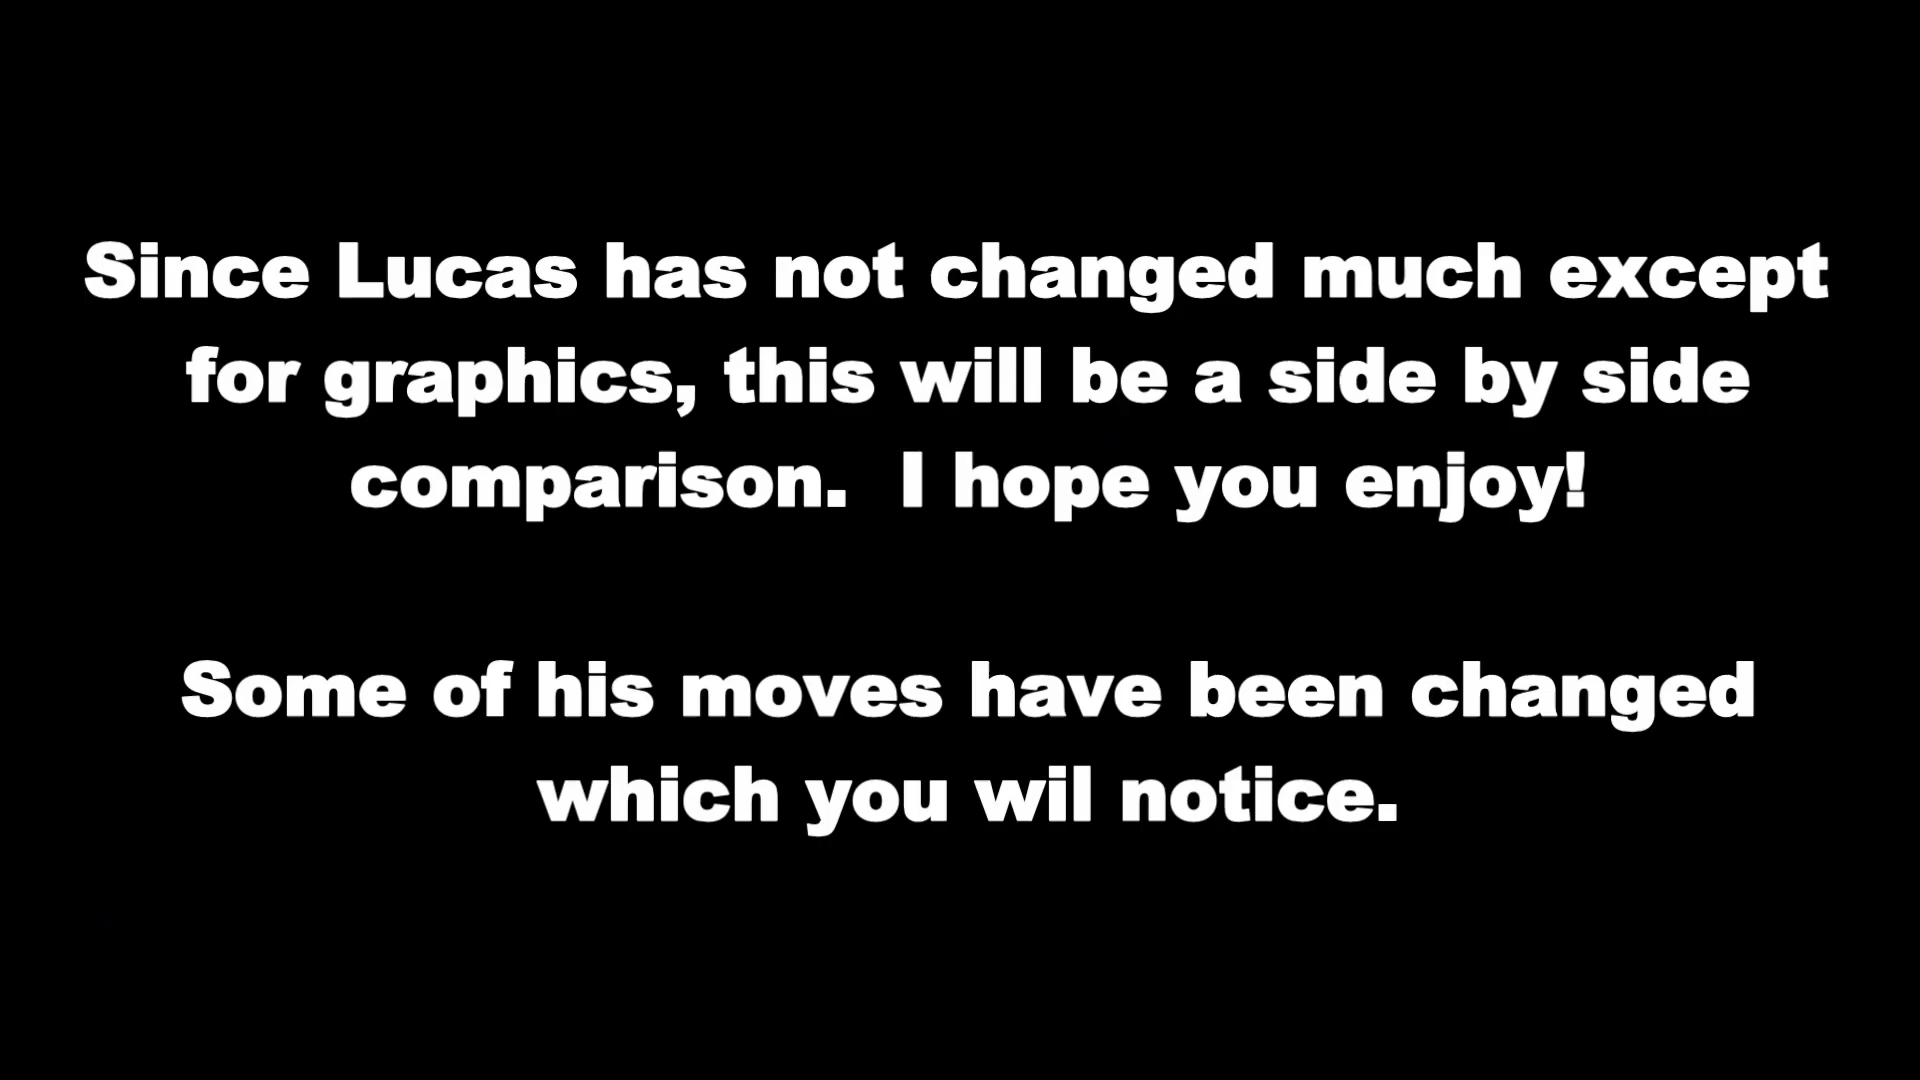 Since Lucas has not changed much except
for graphics, this will be a side by side
comparison.  I hope you enjoy!
Some of his moves have been changed
which you wil notice.